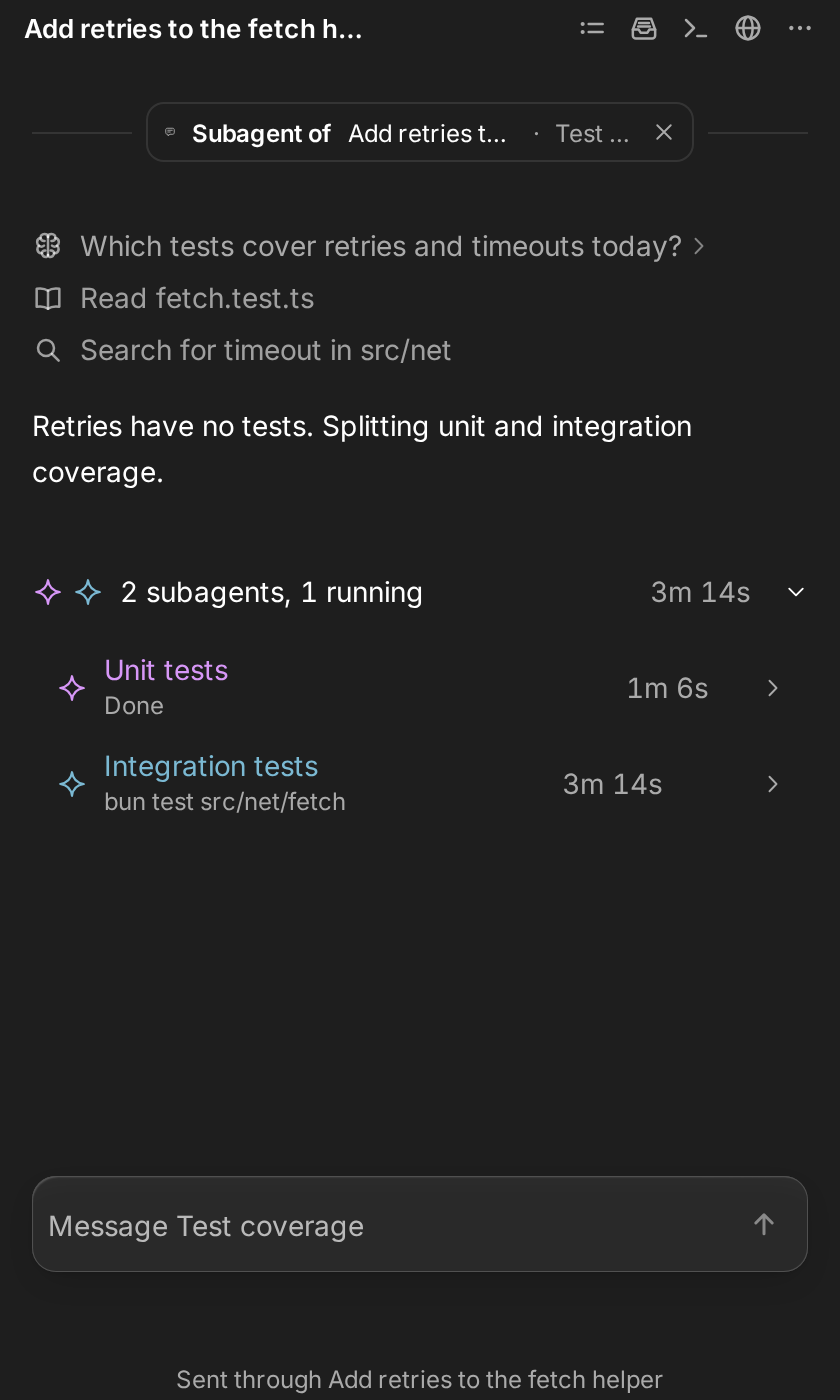 Add retries to the fetch h...
Subagent of Add retries t... · Test ...
Which tests cover retries and timeouts today?
Read fetch.test.ts
Search for timeout in src/net
Retries have no tests. Splitting unit and integration
coverage.
2 subagents, 1 running 3m 14s
Unit tests
Done
1m 6s
Integration tests
bun test src/net/fetch
3m 14s
Message Test coverage
Sent through Add retries to the fetch helper